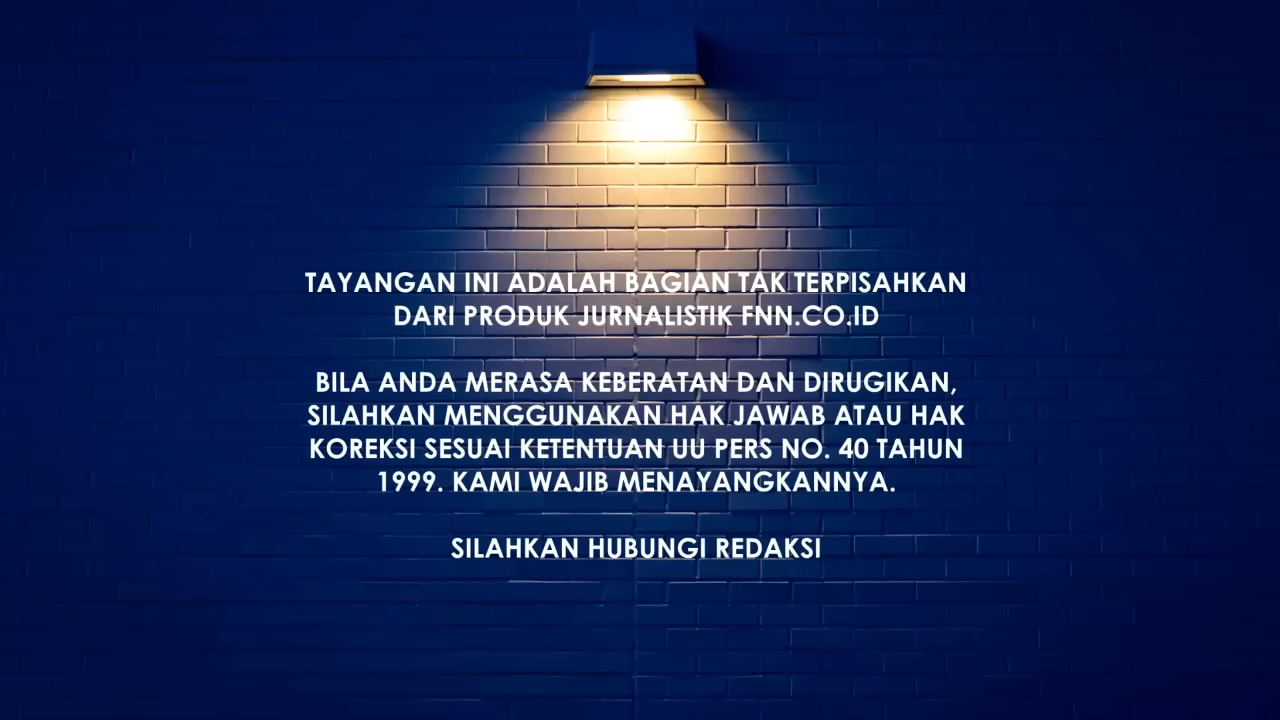 TAYANGAN INI ADALAH BAGIAN TAK TERPISAHKAN
DARI PRODUK JURNALISTIK FNN.CO.ID
BILA ANDA MERASA KEBERATAN DAN DIRUGIKAN,
SILAHKAN MENGGUNAKAN HAK JAWAB ATAU HAK
KOREKSI SESUAI KETENTUAN UU PERS NO. 40 TAHUN
1999. KAMI WAJIB MENAYANGKANNYA.
SILAHKAN HUBUNGI REDAKSI